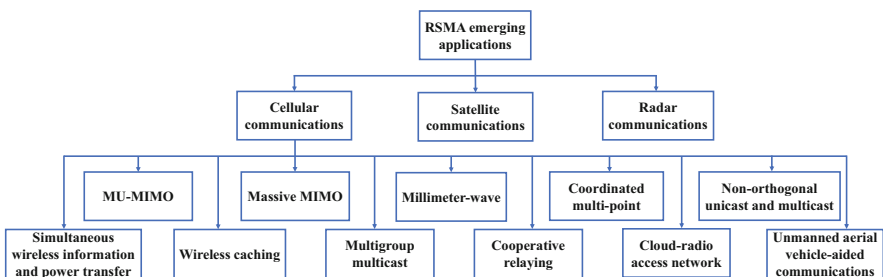 RSMA emerging
applications
Cellular
communications
Satellite
communications
Radar
communications
MU-MIMO
Massive MIMO
Millimeter-wave
Coordinated
multi-point
Non-orthogonal
unicast and multicast
Simultaneous
wireless information
and power transfer
Wireless caching
Multigroup
multicast
Cooperative
relaying
Cloud-radio
access network
Unmanned aerial
vehicle-aided
communications